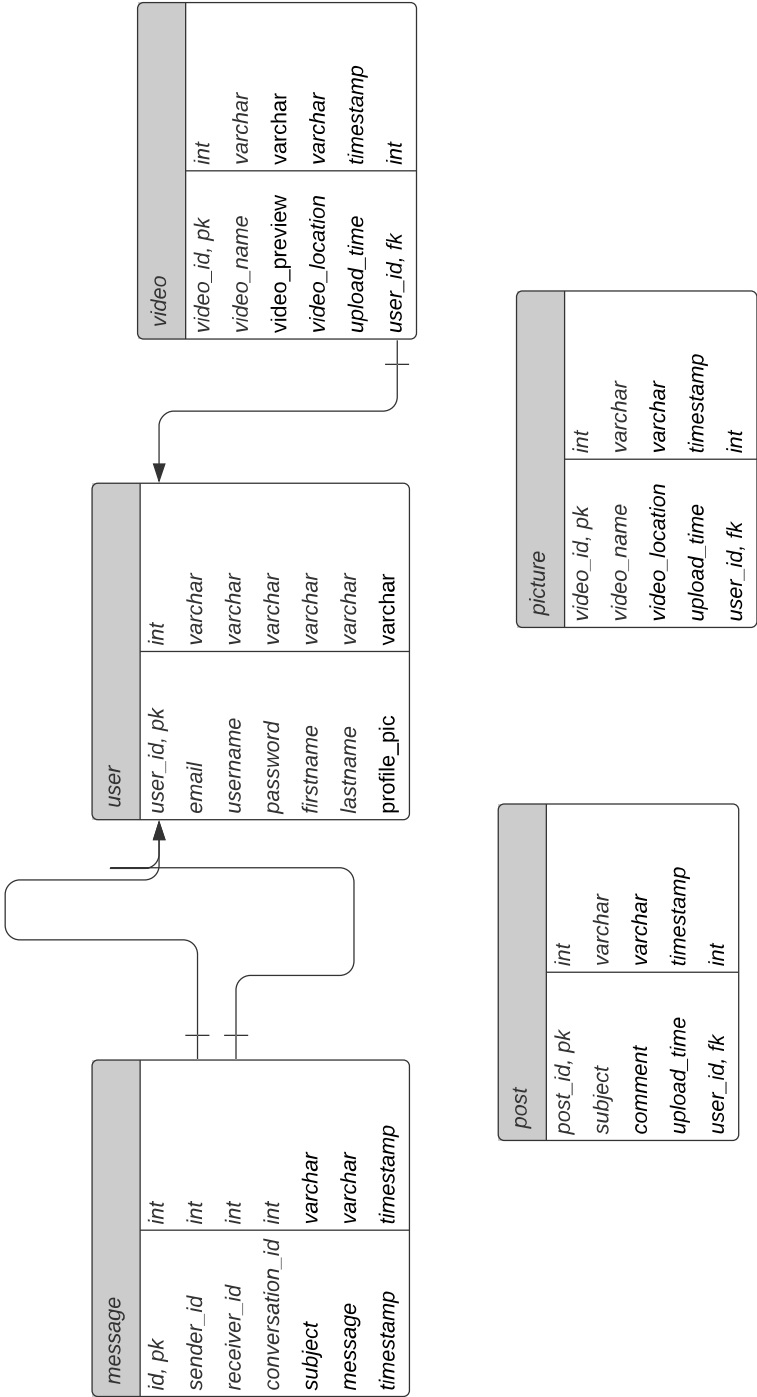 message
id, pk int
sender_id int
receiver_id int
conversation_id int
subject varchar
message varchar
timestamp timestamp
user
user_id, pk int
email varchar
username varchar
password varchar
firstname varchar
lastname varchar
profile_pic varchar
video
video_id, pk int
video_name varchar
video_preview varchar
video_location varchar
upload_time timestamp
user_id, fk int
post
post_id, pk int
subject varchar
comment varchar
upload_time timestamp
user_id, fk int
picture
video_id, pk int
video_name varchar
video_location varchar
upload_time timestamp
user_id, fk int